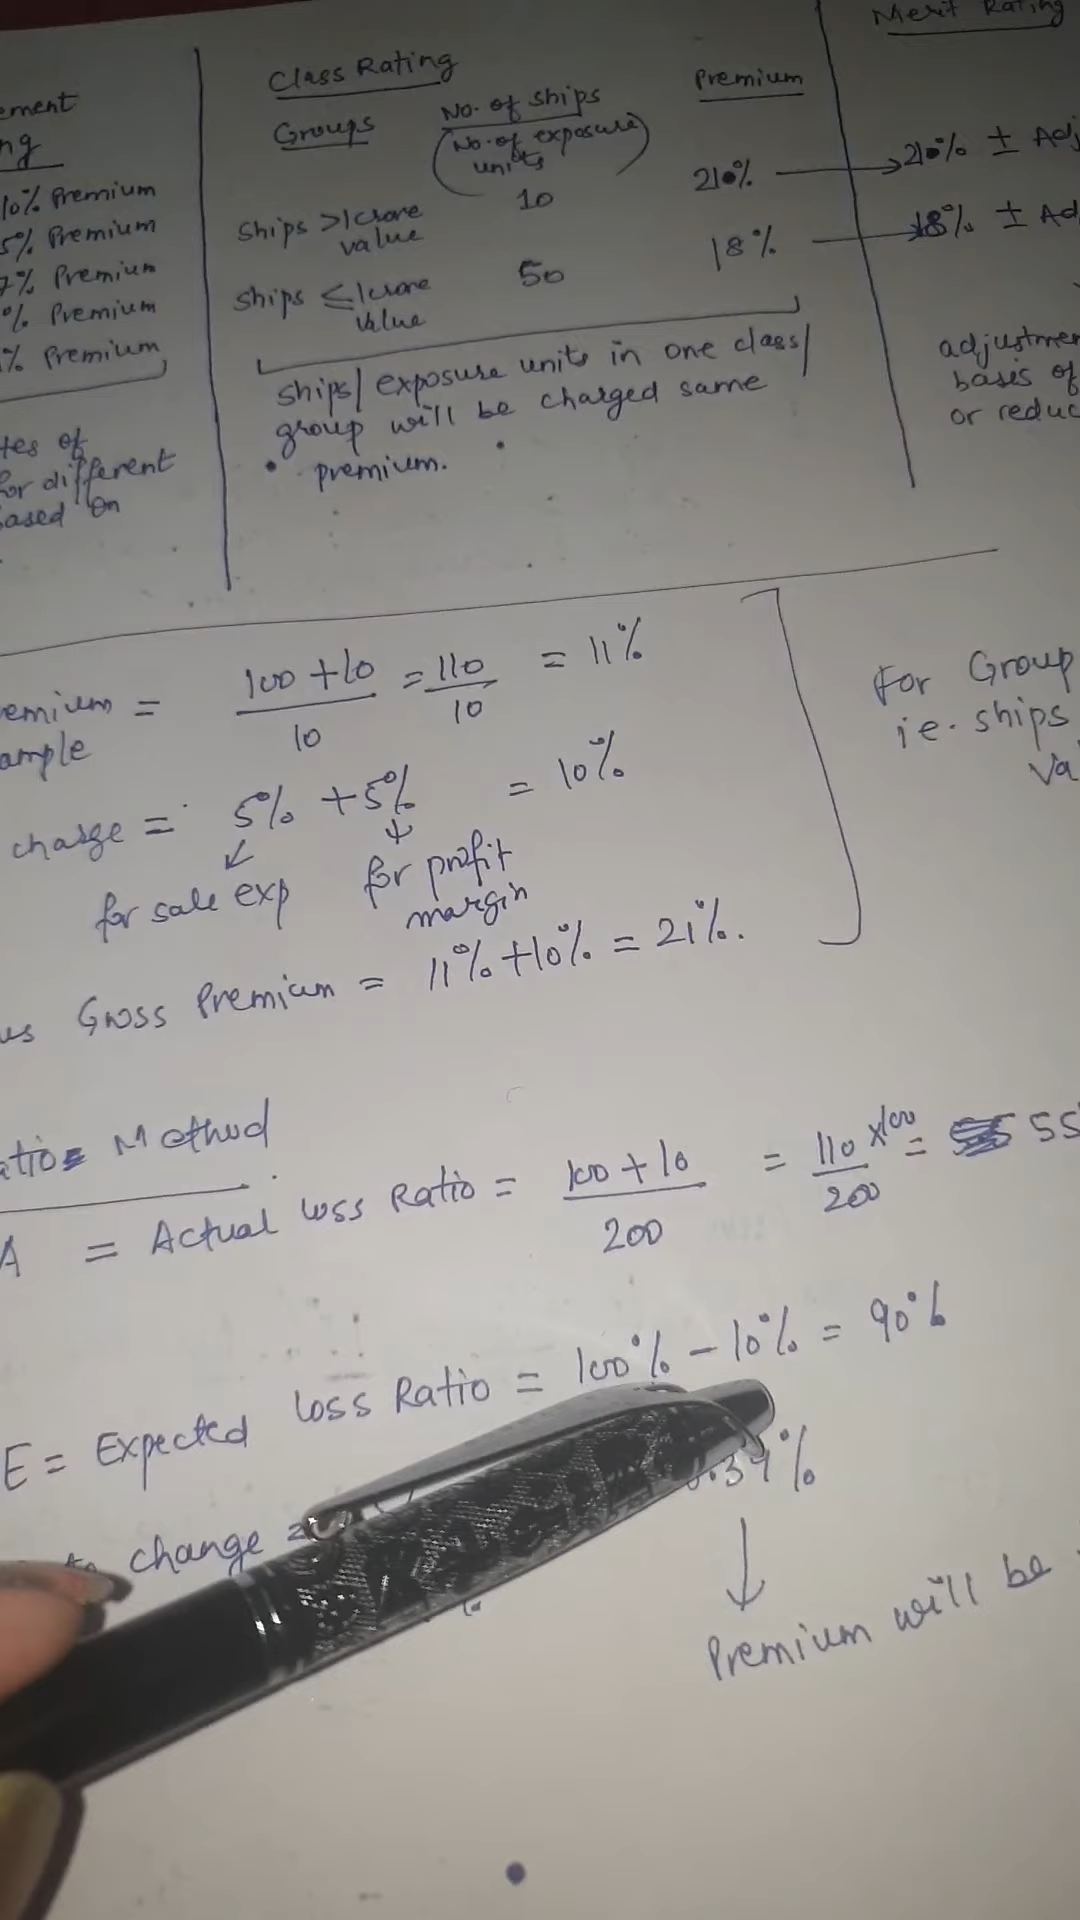 ement
ng
10% Premium
5% Premium
7% Premium
% Premium
% Premium
tes of
for different
ased on
Class Rating
Groups
No. of ships
(No. of exposure units)
Premium
Ships >1crore value
10
21%
Ships ≤1crore value
50
18%
ships/exposure units in one class/
group will be charged same
premium.
Merit Rating
21% ± Adj
18% ± Ad
adjustmen
basis of
or reduc
emium = 100+10/10 = 110/10 = 11%
ample
charge = 5% + 5% = 10%
for sale exp
for profit margin
Gross Premium = 11% + 10% = 21%.
For Group
ie. ships
va
atio Method
A = Actual loss Ratio = 100+10/200 = 110/200 ×100 = 55
E = Expected loss Ratio = 100% - 10% = 90%
change =
Premium will be